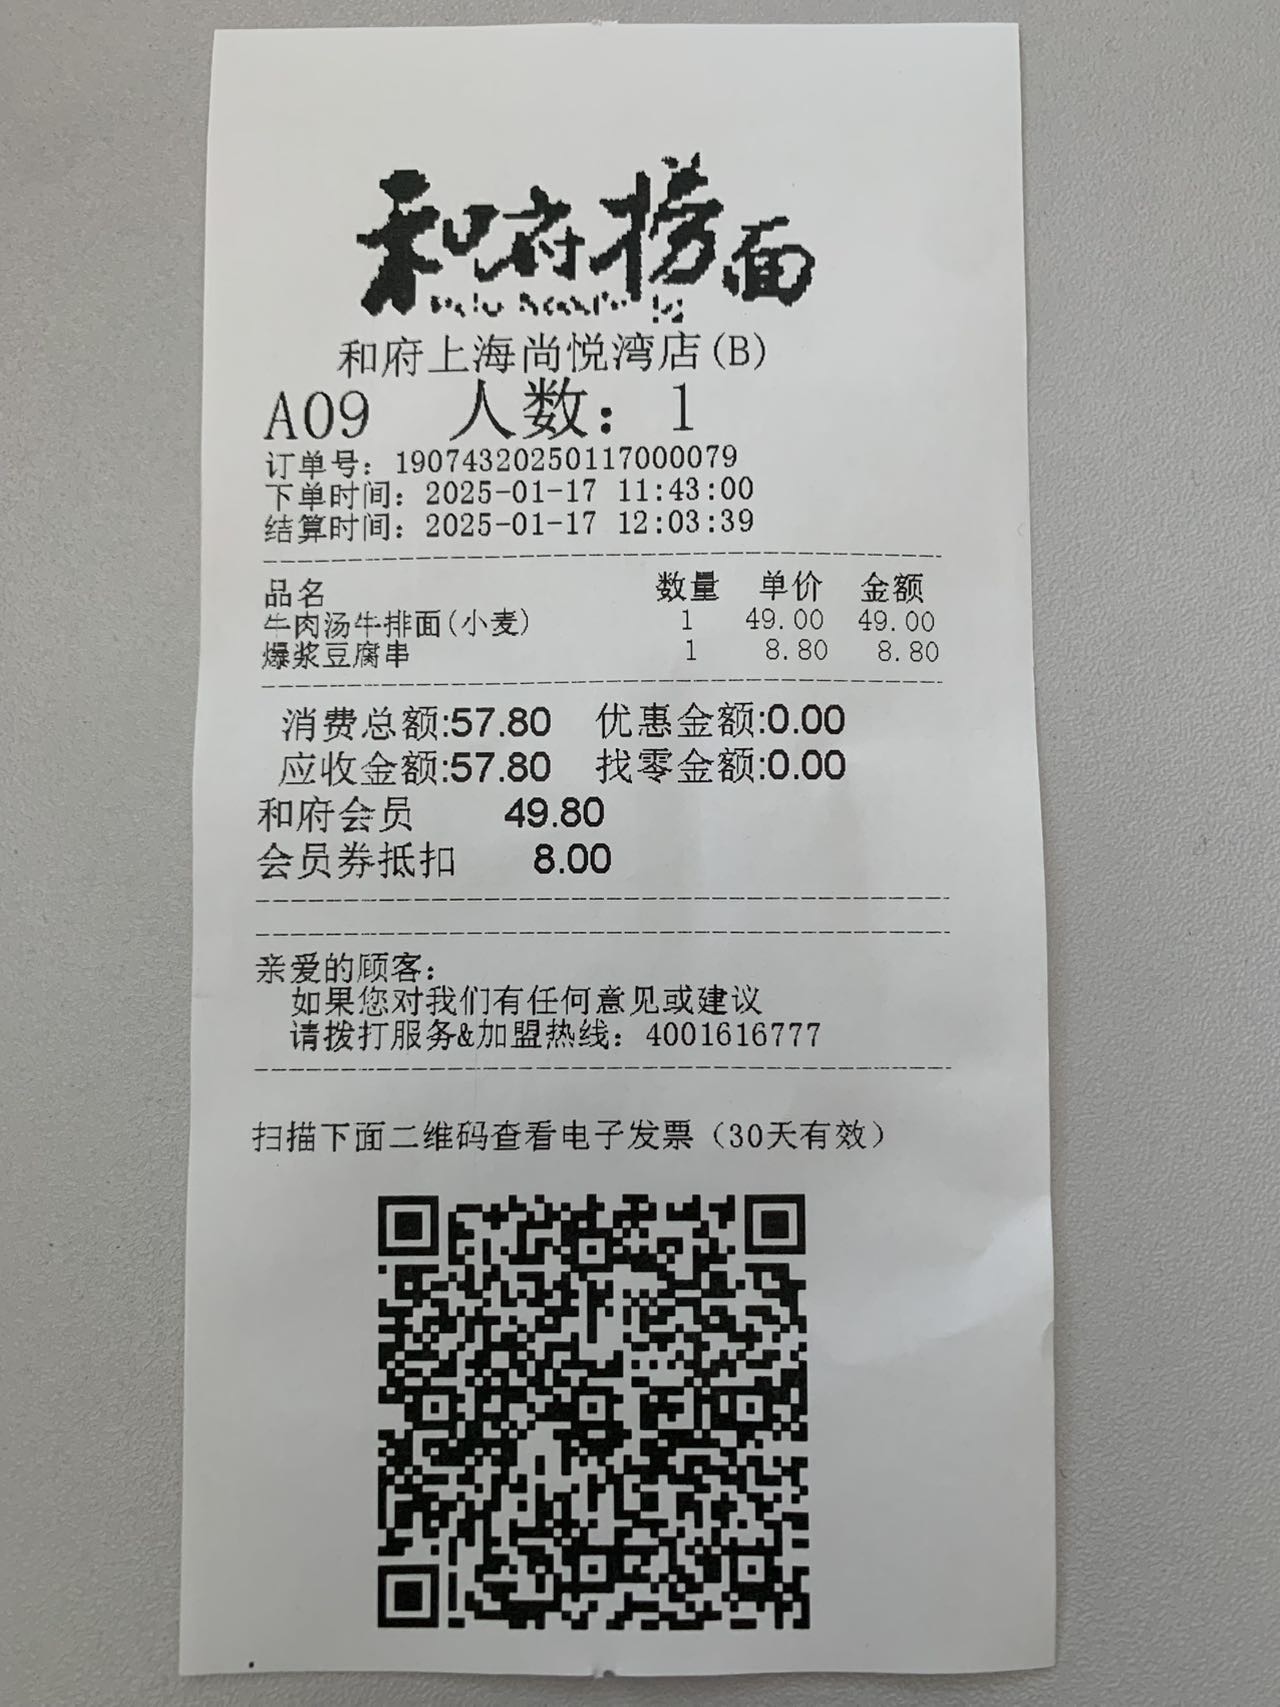 和府捞面
和府上海尚悦湾店(B)
A09 人数: 1
订单号: 19074320250117000079
下单时间: 2025-01-17 11:43:00
结算时间: 2025-01-17 12:03:39
品名 数量 单价 金额
牛肉汤牛排面(小麦) 1 49.00 49.00
爆浆豆腐串 1 8.80 8.80
消费总额:57.80 优惠金额:0.00
应收金额:57.80 找零金额:0.00
和府会员 49.80
会员券抵扣 8.00
亲爱的顾客:
如果您对我们有任何意见或建议
请拨打服务&加盟热线: 4001616777
扫描下面二维码查看电子发票（30天有效）